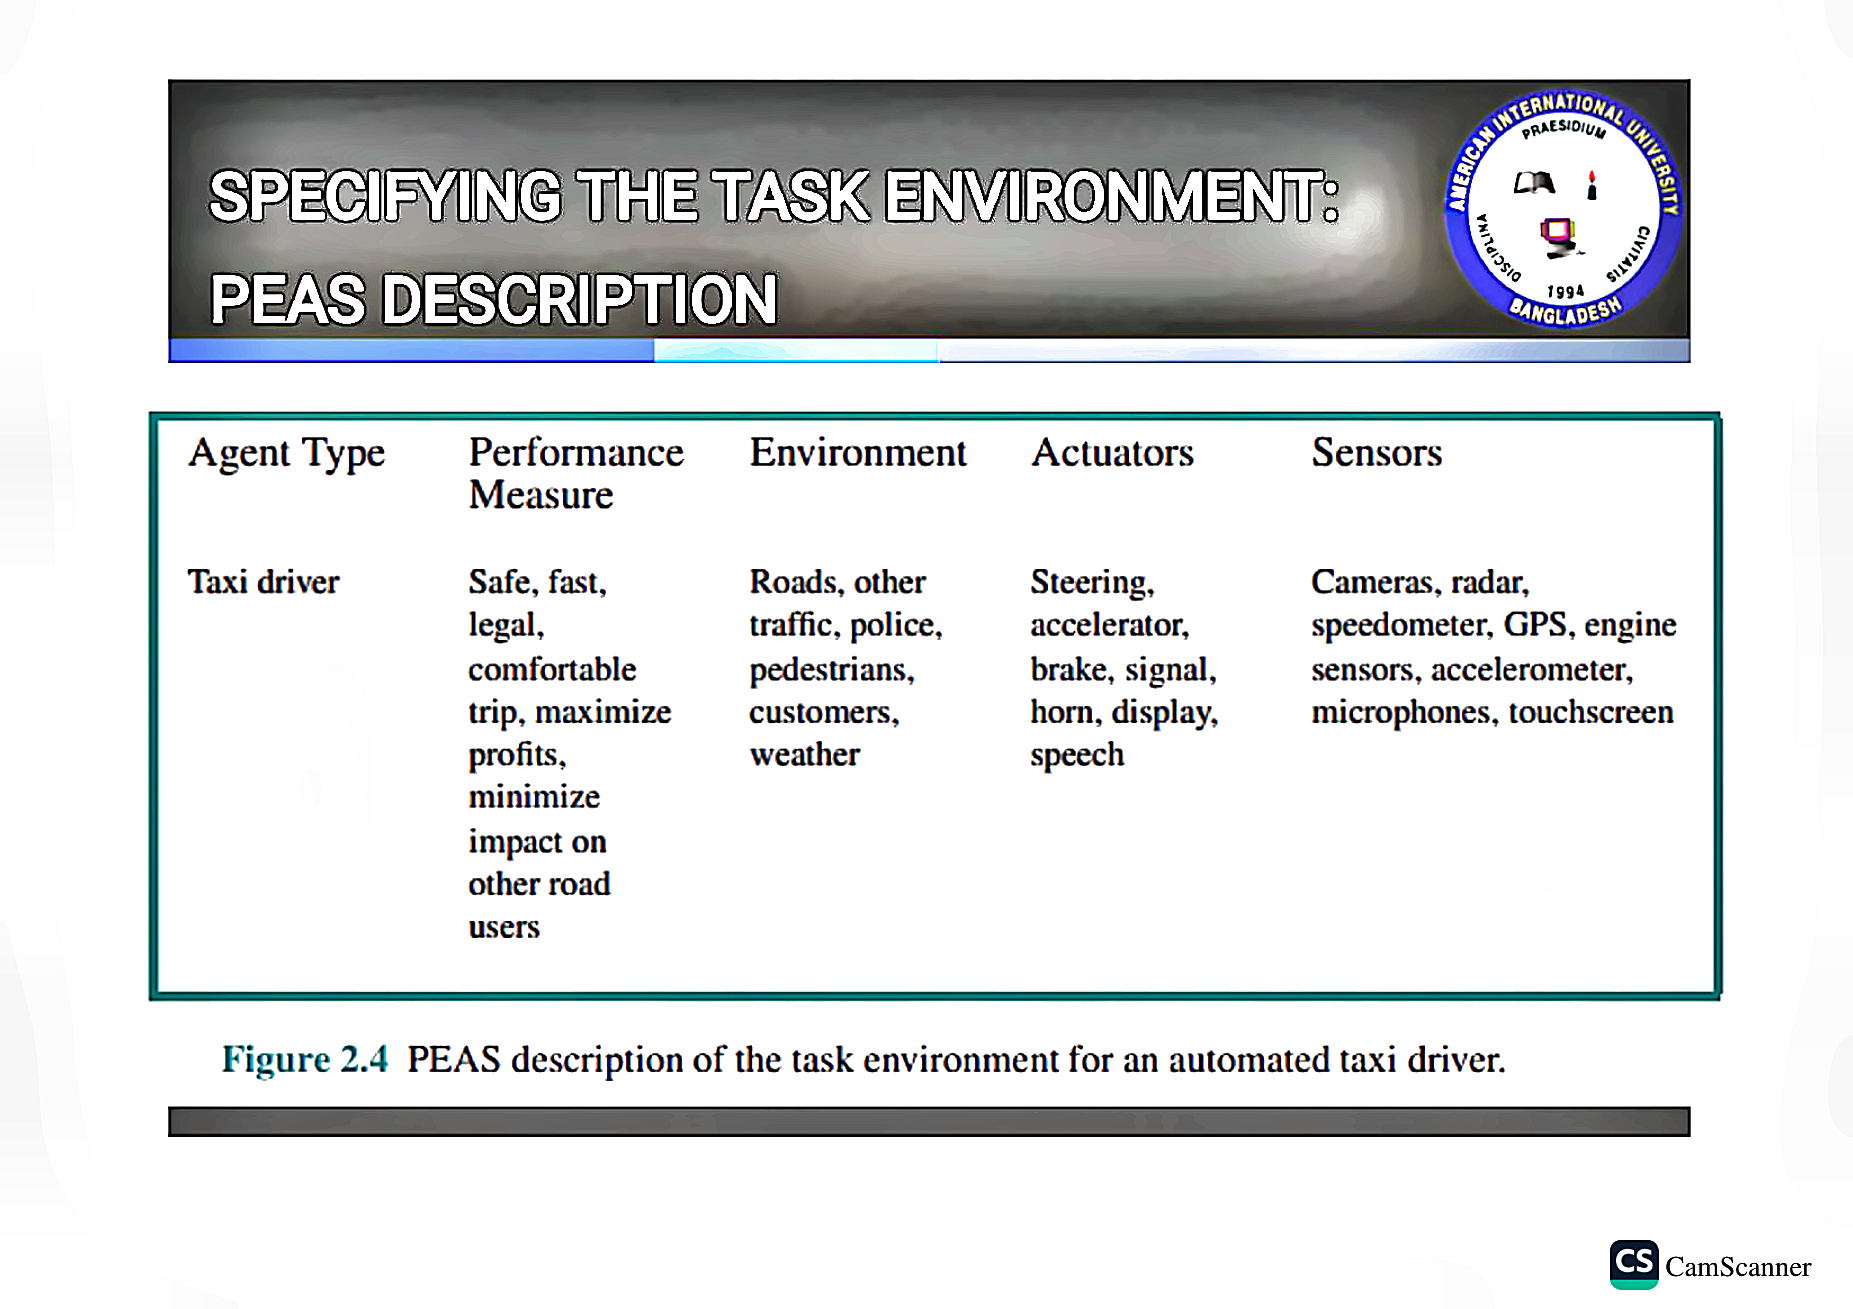 SPECIFYING THE TASK ENVIRONMENT:
PEAS DESCRIPTION
AMERICAN INTERNATIONAL UNIVERSITY
PRAESIDIUM
DISCIPLINA
CIVITATIS
1994
BANGLADESH
Agent Type
Performance
Measure
Environment
Actuators
Sensors
Taxi driver
Safe, fast,
legal,
comfortable
trip, maximize
profits,
minimize
impact on
other road
users
Roads, other
traffic, police,
pedestrians,
customers,
weather
Steering,
accelerator,
brake, signal,
horn, display,
speech
Cameras, radar,
speedometer, GPS, engine
sensors, accelerometer,
microphones, touchscreen
Figure 2.4 PEAS description of the task environment for an automated taxi driver.
CS CamScanner